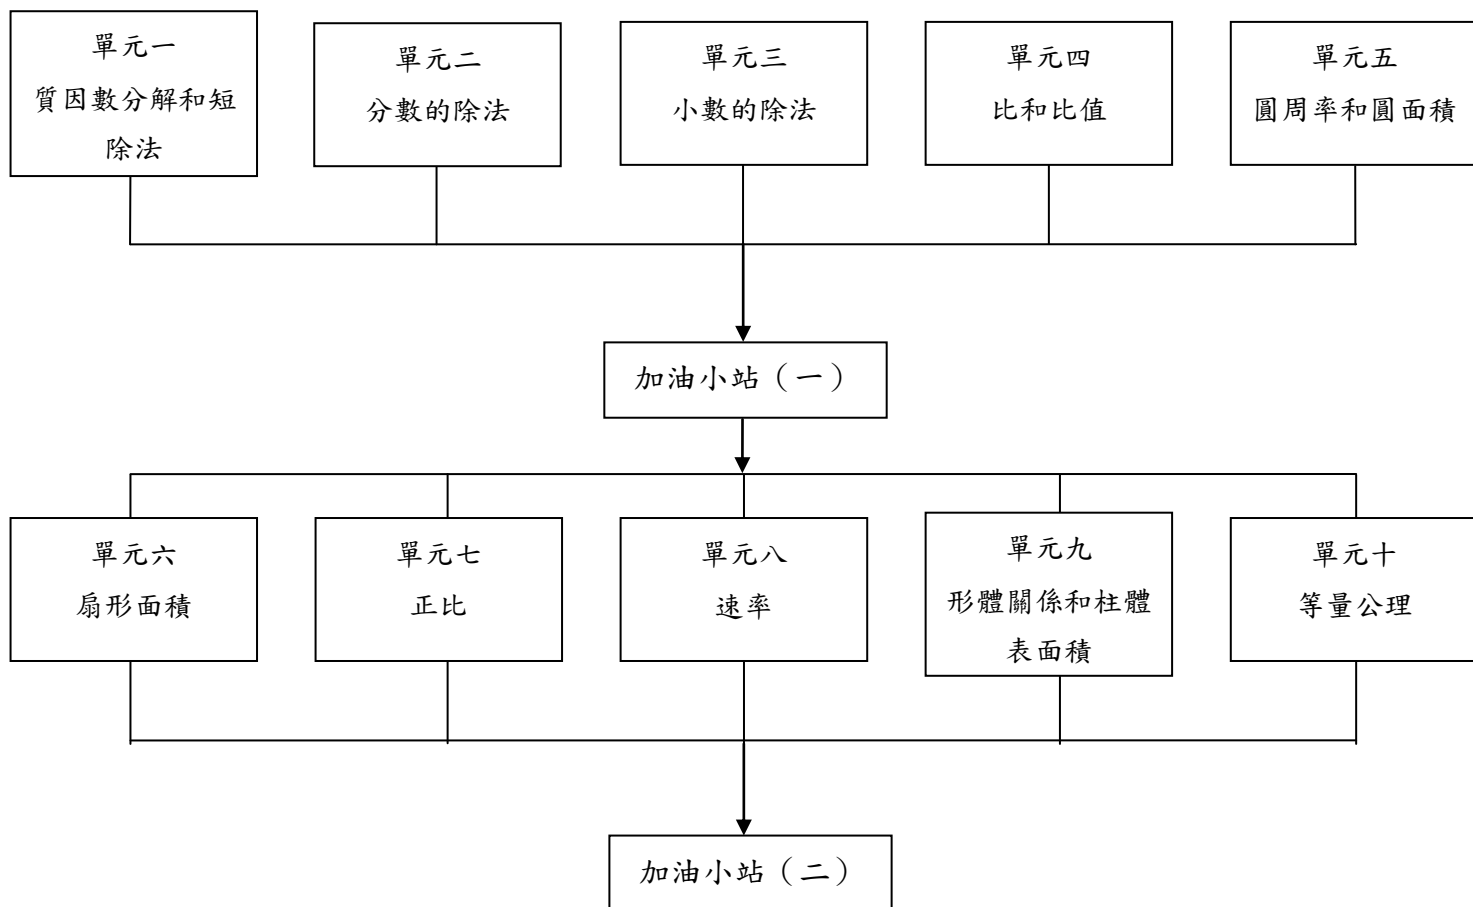 單元一
質因數分解和短
除法
單元二
分數的除法
單元三
小數的除法
單元四
比和比值
單元五
圓周率和圓面積
加油小站（一）
單元六
扇形面積
單元七
正比
單元八
速率
單元九
形體關係和柱體
表面積
單元十
等量公理
加油小站（二）